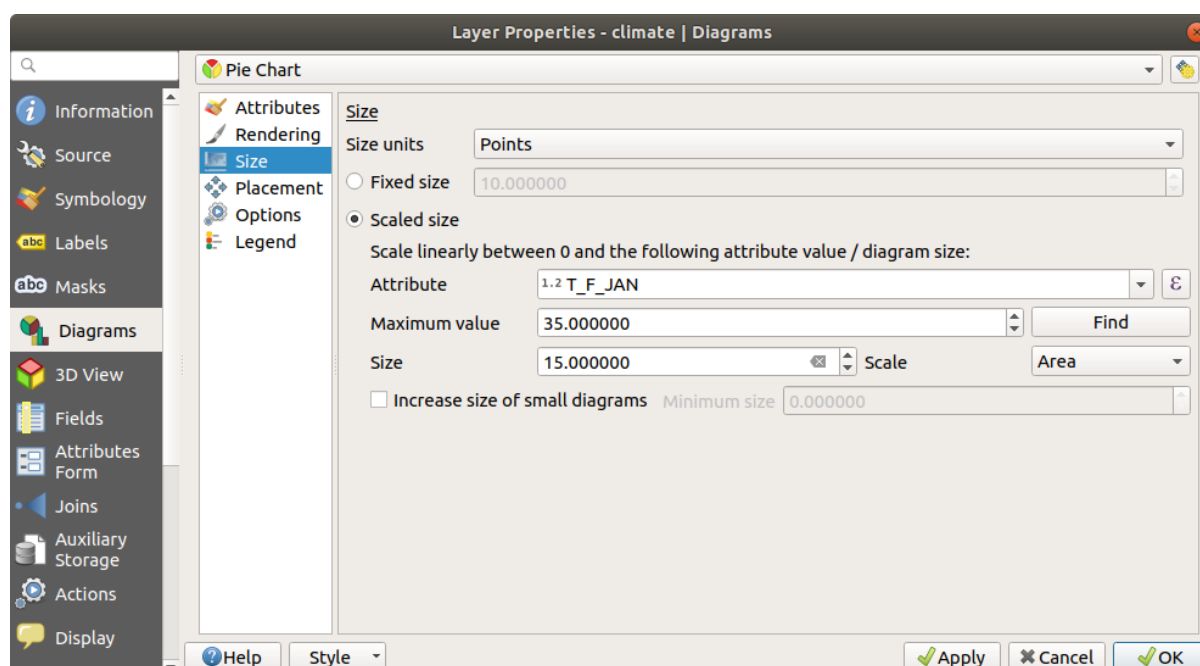 Layer Properties - climate | Diagrams
Pie Chart
Information
Source
Symbology
abc Labels
abc Masks
Diagrams
3D View
Fields
Attributes
Form
Joins
Auxiliary
Storage
Actions
Display
Attributes
Rendering
Size
Placement
Options
Legend
Size
Size units Points
Fixed size 10.000000
Scaled size
Scale linearly between 0 and the following attribute value / diagram size:
Attribute 1.2 T_F_JAN ε
Maximum value 35.000000 Find
Size 15.000000 Scale Area
Increase size of small diagrams Minimum size 0.000000
Help Style Apply Cancel OK